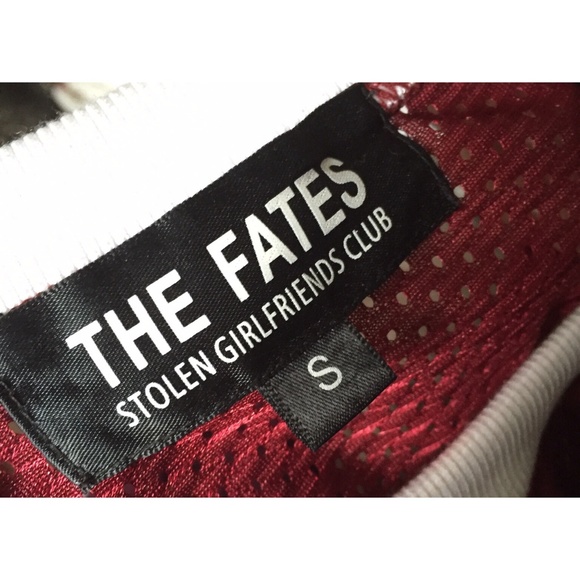 THE FATES
STOLEN GIRLFRIENDS CLUB
S